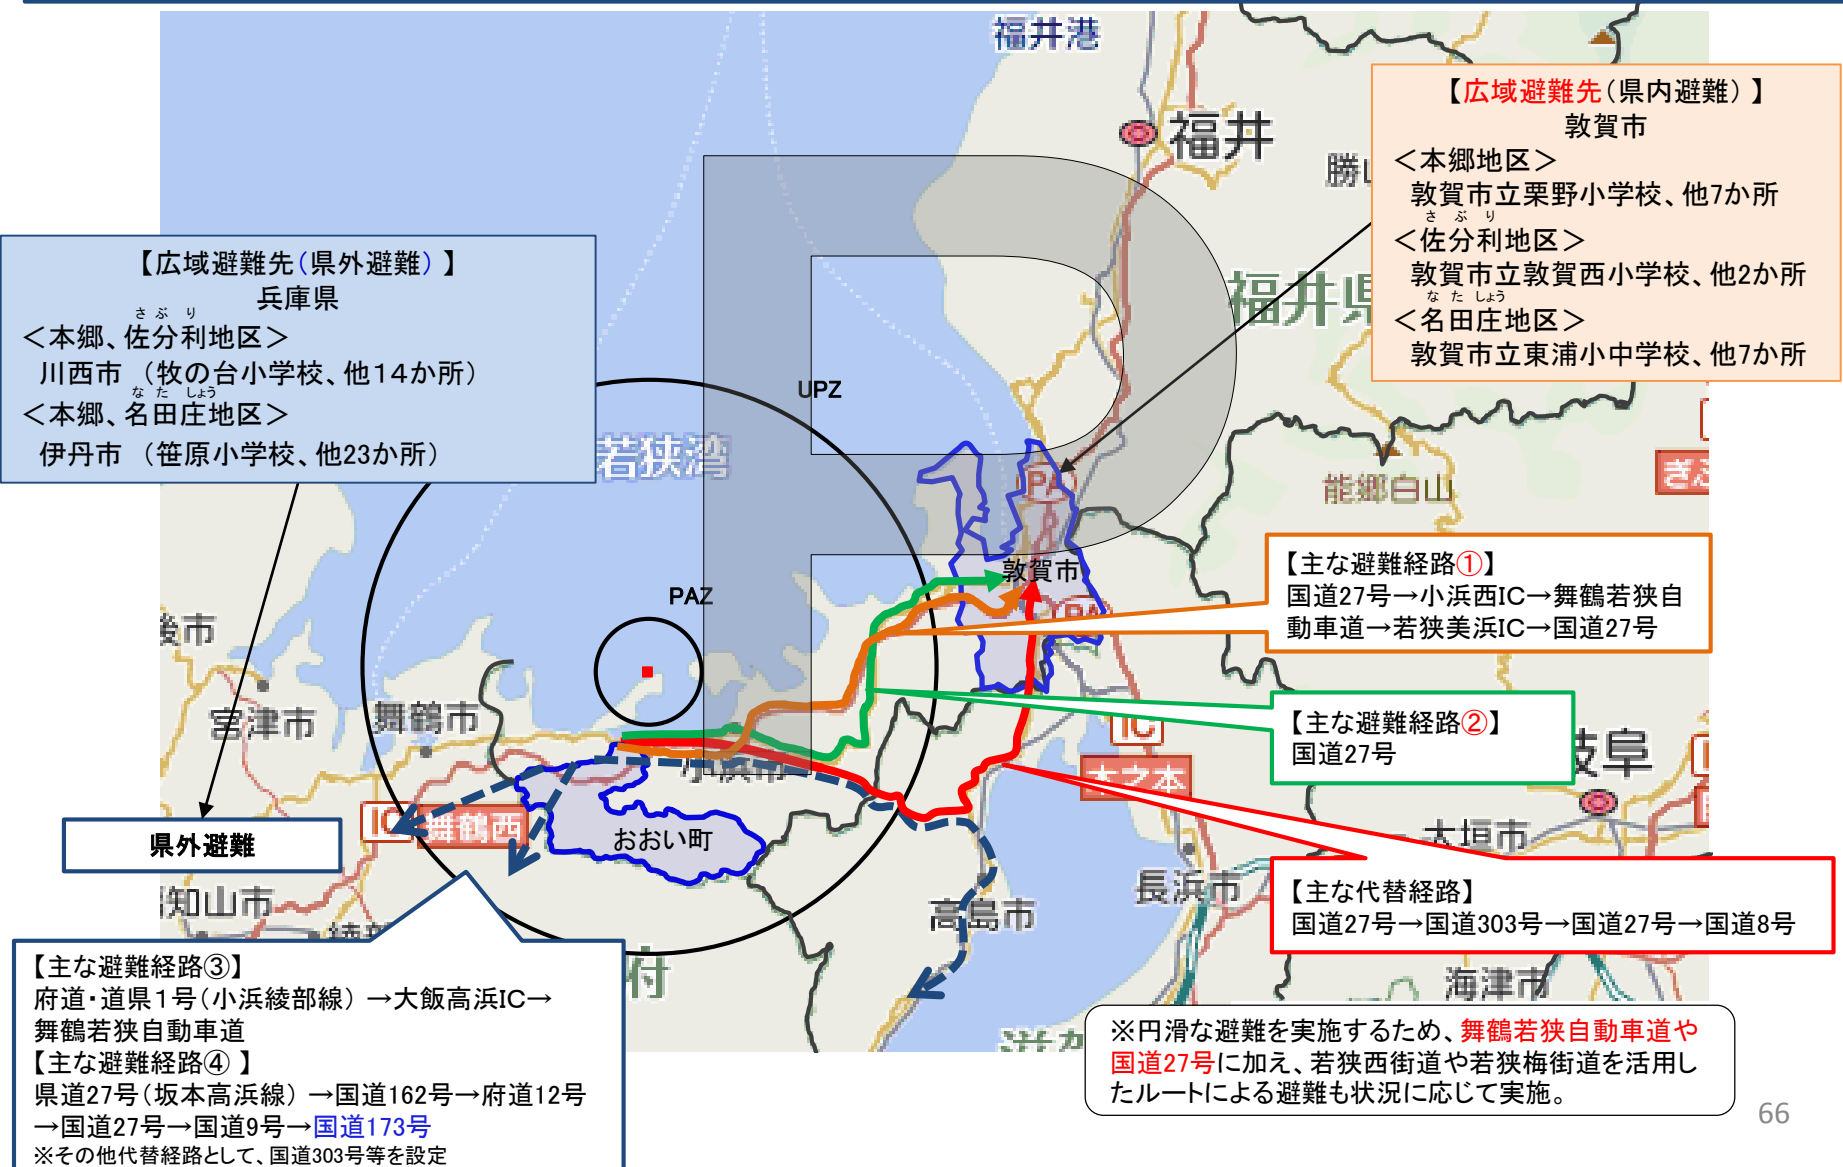 福井港
福井
勝山
福井県
【広域避難先(県内避難)】
敦賀市
＜本郷地区＞
敦賀市立粟野小学校、他7か所
さぶり
＜佐分利地区＞
敦賀市立敦賀西小学校、他2か所
なたしょう
＜名田庄地区＞
敦賀市立東浦小中学校、他7か所
【広域避難先(県外避難)】
兵庫県
さぶり
＜本郷、佐分利地区＞
川西市 （牧の台小学校、他１４か所）
なたしょう
＜本郷、名田庄地区＞
伊丹市 （笹原小学校、他23か所）
UPZ
若狭湾
PA
能郷白山
敦賀市
PAZ
PA
【主な避難経路①】
国道27号→小浜西IC→舞鶴若狭自
動車道→若狭美浜IC→国道27号
後市
宮津市
舞鶴市
小浜市
【主な避難経路②】
国道27号
IC
木之本
岐阜
大垣市
IC
舞鶴西
おおい町
県外避難
知山市
高島市
長浜市
【主な代替経路】
国道27号→国道303号→国道27号→国道8号
海津市
【主な避難経路③】
府道・道県１号(小浜綾部線) →大飯高浜IC→
舞鶴若狭自動車道
【主な避難経路④ 】
県道27号(坂本高浜線) →国道162号→府道12号
→国道27号→国道9号→国道173号
※その他代替経路として、国道303号等を設定
※円滑な避難を実施するため、舞鶴若狭自動車道や
国道27号に加え、若狭西街道や若狭梅街道を活用し
たルートによる避難も状況に応じて実施。
66